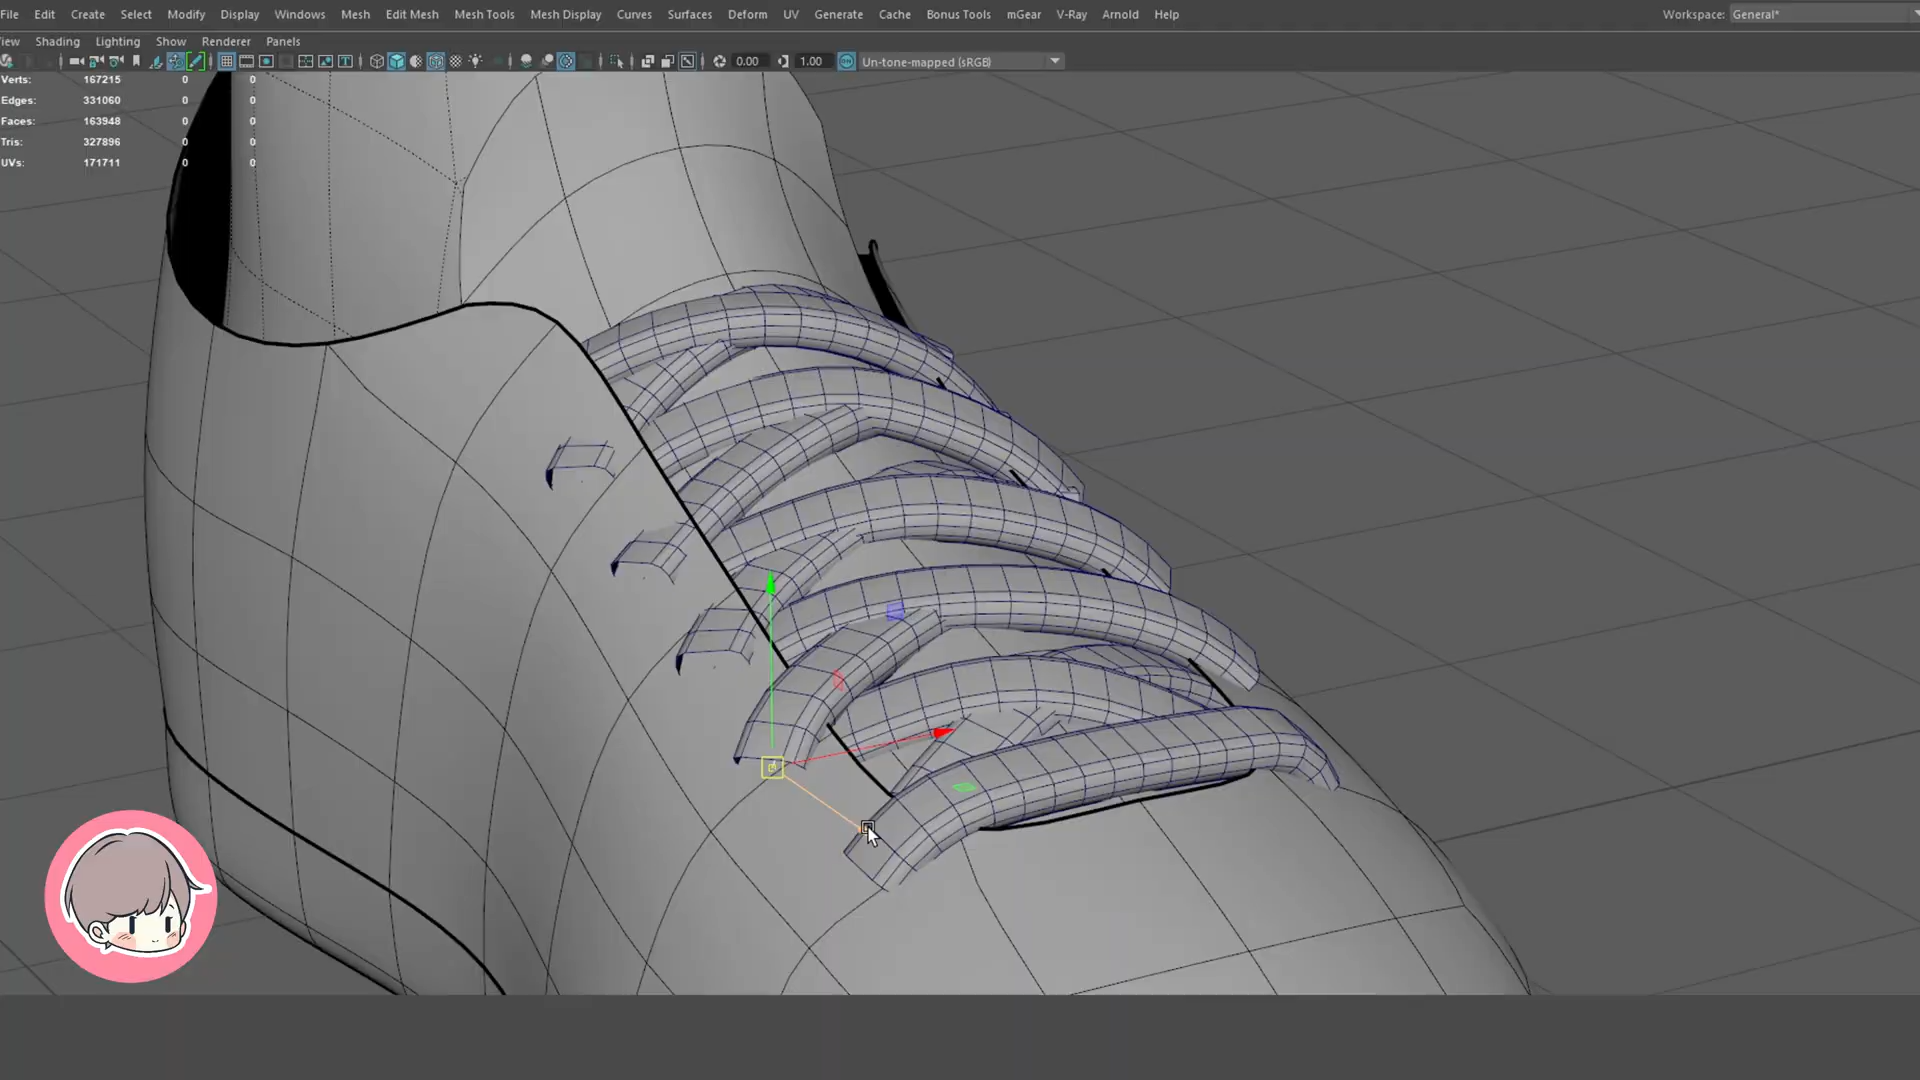 File Edit Create Select Modify Display Windows Mesh Edit Mesh Mesh Tools Mesh Display Curves Surfaces Deform UV Generate Cache Bonus Tools mGear V-Ray Arnold Help Workspace: General*
iew Shading Lighting Show Renderer Panels
0.00 1.00 Un-tone-mapped (sRGB)
Verts: 167215 0 0
Edges: 331060 0 0
Faces: 163948 0 0
Tris: 327896 0 0
UVs: 171711 0 0